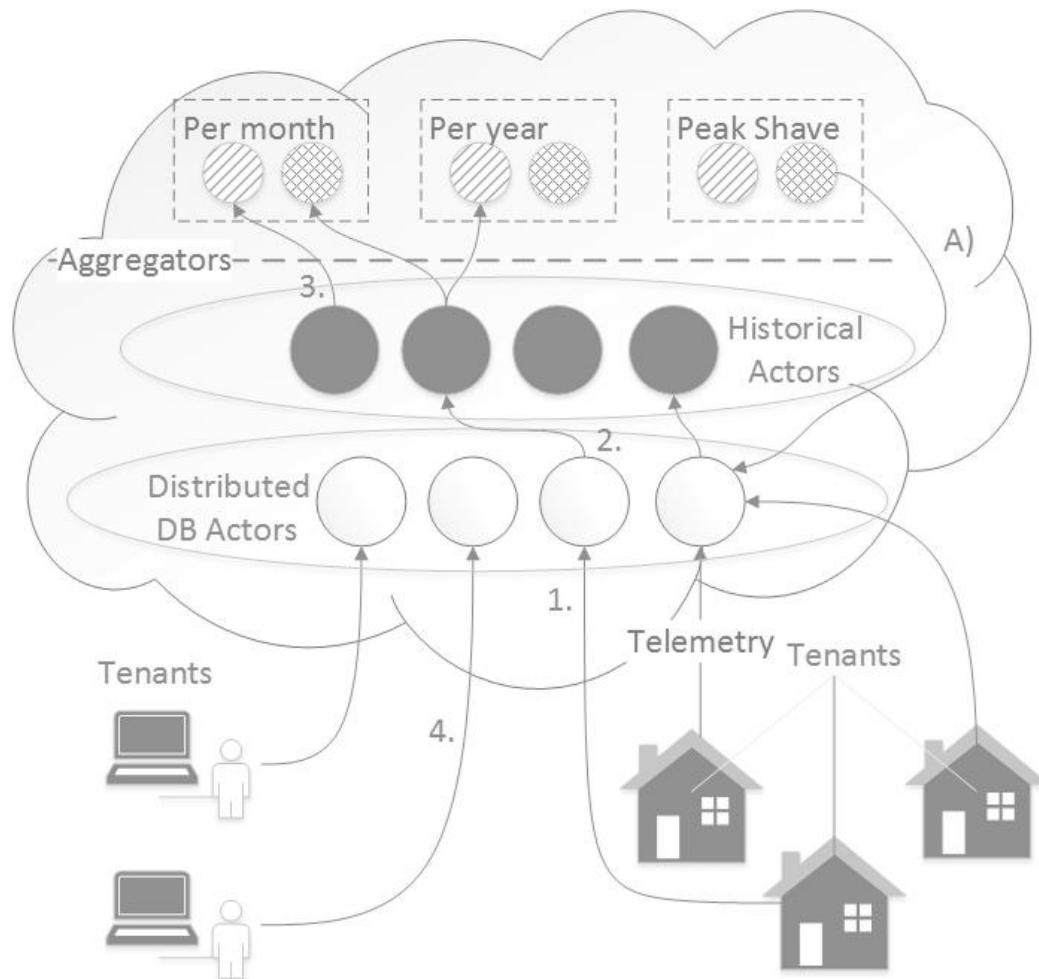 Per month
Per year
Peak Shave
A)
Aggregators
3.
Historical
Actors
2.
Distributed
DB Actors
1.
Telemetry
Tenants
Tenants
4.